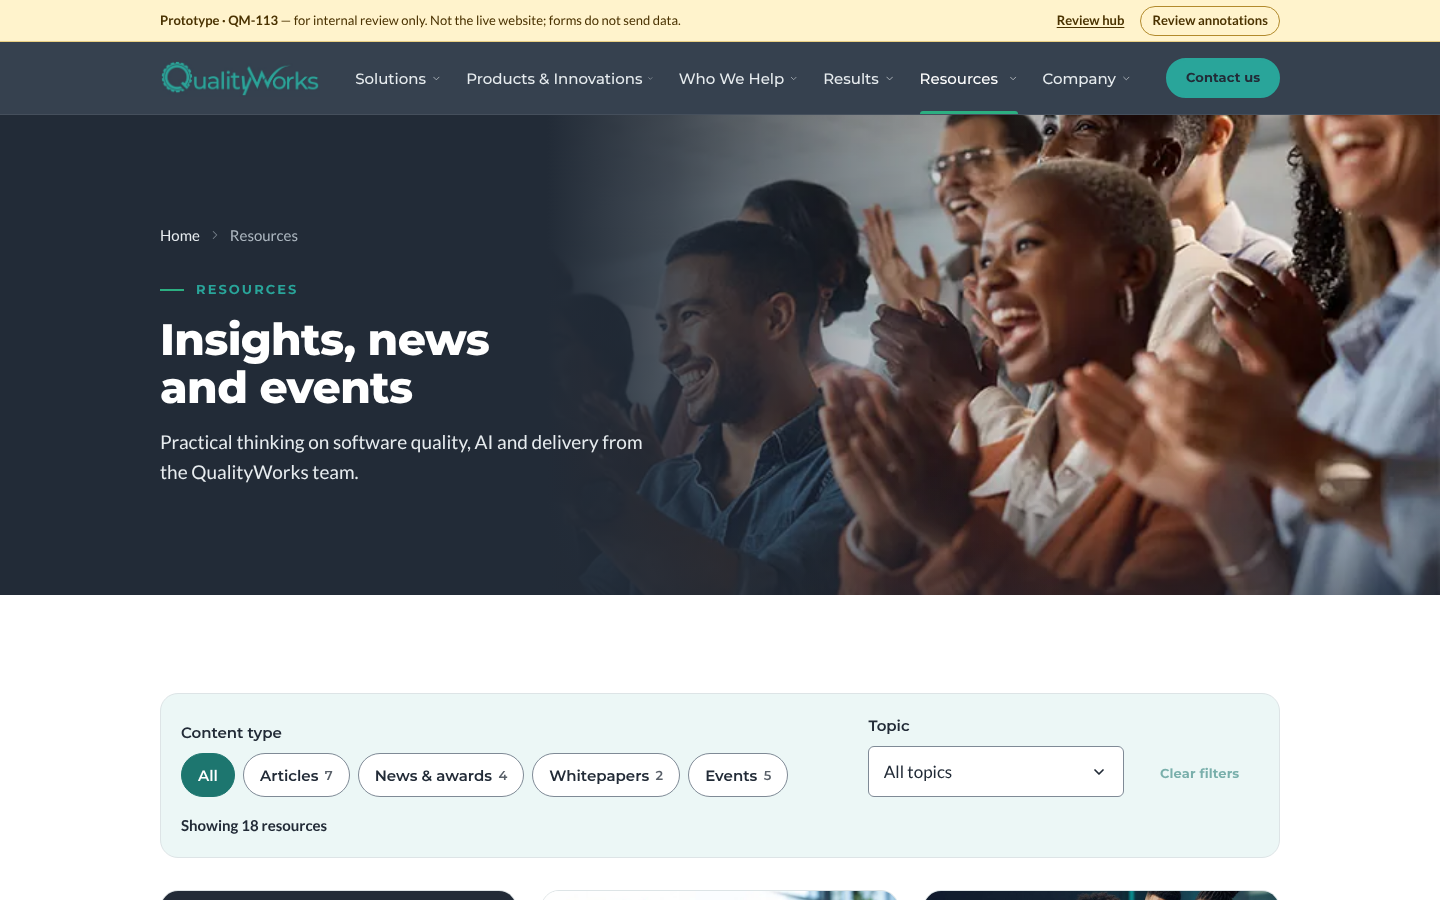 Prototype · QM-113 — for internal review only. Not the live website; forms do not send data.
Review hub
Review annotations
QualityWorks
Solutions
Products & Innovations
Who We Help
Results
Resources
Company
Contact us
Home
Resources
RESOURCES
Insights, news
and events
Practical thinking on software quality, AI and delivery from
the QualityWorks team.
Content type
Topic
All
Articles 7
News & awards 4
Whitepapers 2
Events 5
All topics
Clear filters
Showing 18 resources